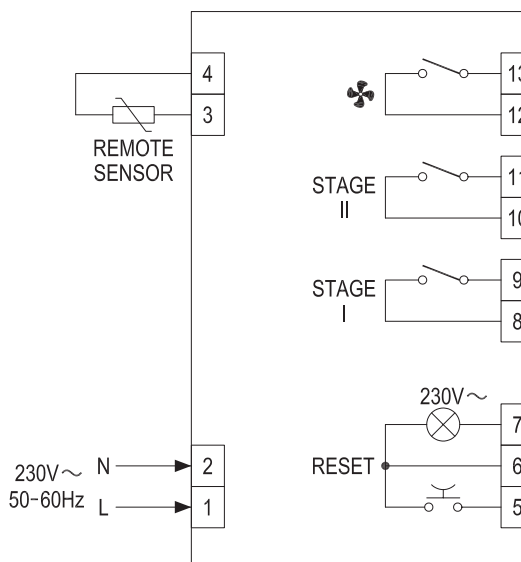 4
3
REMOTE
SENSOR
13
12
STAGE
II
11
10
STAGE
I
9
8
230V～
RESET
7
6
5
230V～
50-60Hz
N
L
2
1